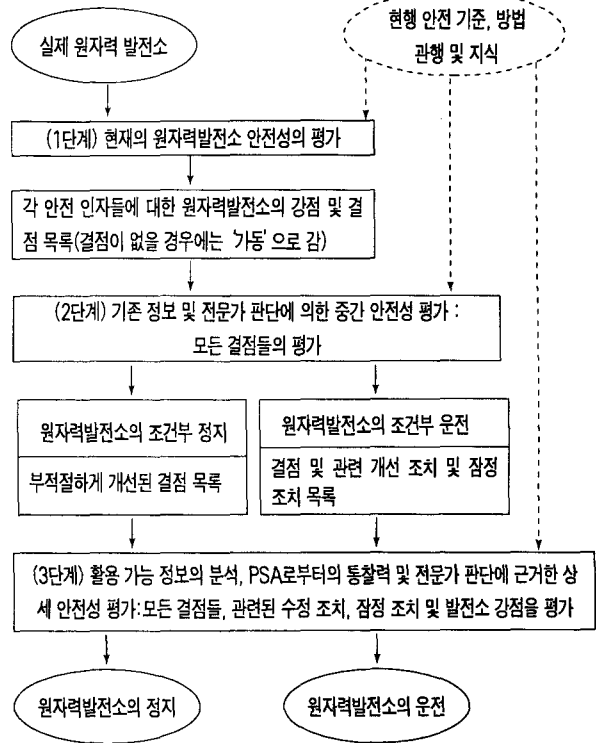 실제 원자력 발전소
현행 안전 기준, 방법
관행 및 지식
(1단계) 현재의 원자력발전소 안전성의 평가
각 안전 인자들에 대한 원자력발전소의 강점 및 결
점 목록(결점이 없을 경우에는 '가동'으로 감)
(2단계) 기존 정보 및 전문가 판단에 의한 중간 안전성 평가 :
모든 결점들의 평가
원자력발전소의 조건부 정지
부적절하게 개선된 결점 목록
원자력발전소의 조건부 운전
결점 및 관련 개선 조치 및 잠정
조치 목록
(3단계) 활용 가능 정보의 분석, PSA로부터의 통찰력 및 전문가 판단에 근거한 상
세 안전성 평가:모든 결점들, 관련된 수정 조치, 잠정 조치 및 발전소 강점을 평가
원자력발전소의 정지
원자력발전소의 운전